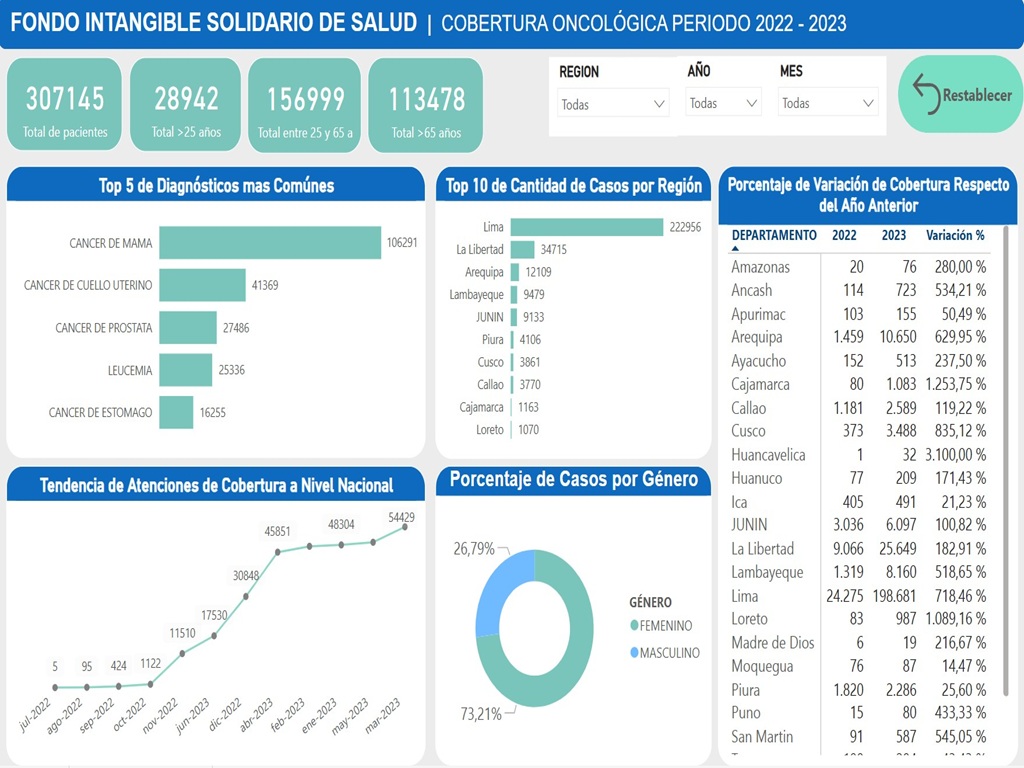 FONDO INTANGIBLE SOLIDARIO DE SALUD | COBERTURA ONCOLÓGICA PERIODO 2022 - 2023
307145
Total de pacientes
28942
Total >25 años
156999
Total entre 25 y 65 a
113478
Total >65 años
REGION
Todas
AÑO
Todas
MES
Todas
Restablecer
Top 5 de Diagnósticos mas Comúnes
CANCER DE MAMA 106291
CANCER DE CUELLO UTERINO 41369
CANCER DE PROSTATA 27486
LEUCEMIA 25336
CANCER DE ESTOMAGO 16255
Top 10 de Cantidad de Casos por Región
Lima 222956
La Libertad 34715
Arequipa 12109
Lambayeque 9479
JUNIN 9133
Piura 4106
Cusco 3861
Callao 3770
Cajamarca 1163
Loreto 1070
Porcentaje de Variación de Cobertura Respecto
del Año Anterior
DEPARTAMENTO 2022 2023 Variación %
Amazonas 20 76 280,00 %
Ancash 114 723 534,21 %
Apurimac 103 155 50,49 %
Arequipa 1.459 10.650 629,95 %
Ayacucho 152 513 237,50 %
Cajamarca 80 1.083 1.253,75 %
Callao 1.181 2.589 119,22 %
Cusco 373 3.488 835,12 %
Huancavelica 1 32 3.100,00 %
Huanuco 77 209 171,43 %
Ica 405 491 21,23 %
JUNIN 3.036 6.097 100,82 %
La Libertad 9.066 25.649 182,91 %
Lambayeque 1.319 8.160 518,65 %
Lima 24.275 198.681 718,46 %
Loreto 83 987 1.089,16 %
Madre de Dios 6 19 216,67 %
Moquegua 76 87 14,47 %
Piura 1.820 2.286 25,60 %
Puno 15 80 433,33 %
San Martin 91 587 545,05 %
Tendencia de Atenciones de Cobertura a Nivel Nacional
5 95 424 1122 11510 17530 30848 45851 48304 54429
jul-2022 ago-2022 sep-2022 oct-2022 nov-2022 jun-2023 dic-2022 abr-2023 feb-2023 ene-2023 may-2023 mar-2023
Porcentaje de Casos por Género
26,79%
73,21%
GÉNERO
FEMENINO
MASCULINO